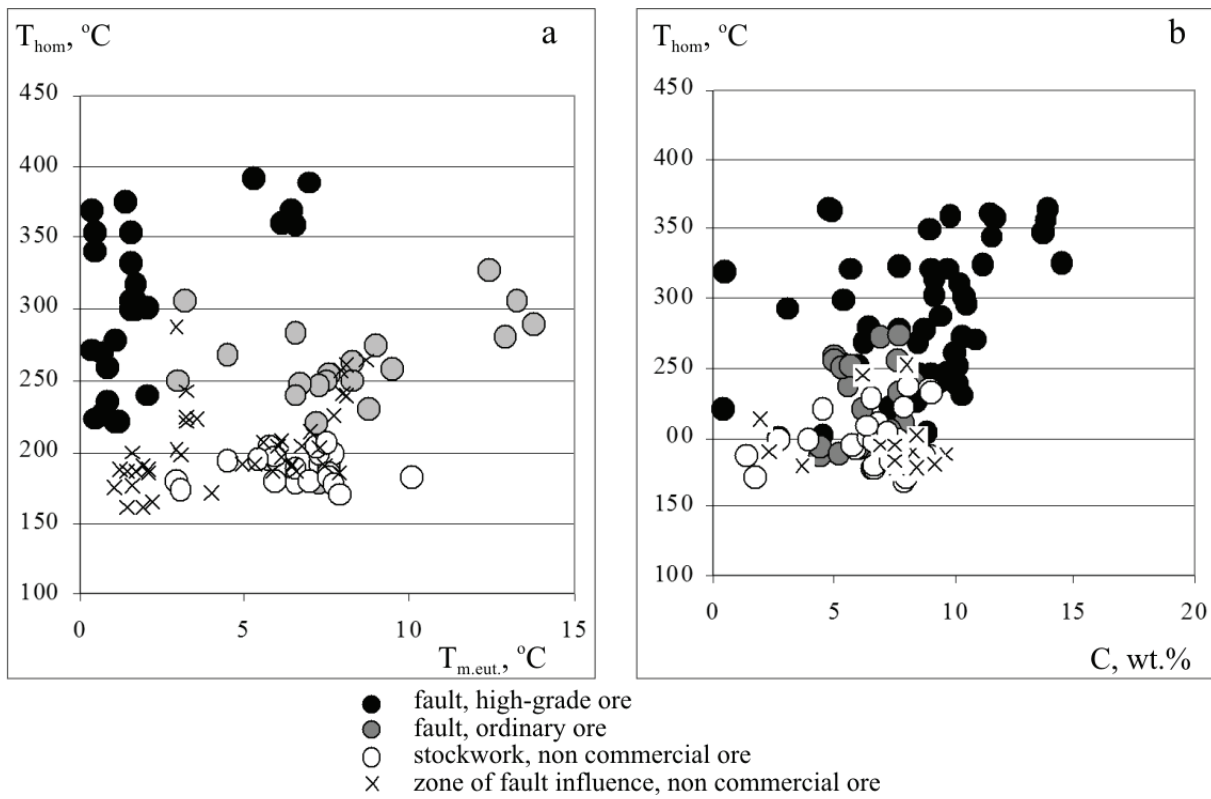 T_hom, °C a
450
400
350
300
250
200
150
100
0 5 10 15
T_m.eut., °C
T_hom, °C b
450
400
350
300
250
00
150
100
0 5 10 15 20
C, wt.%
fault, high-grade ore
fault, ordinary ore
stockwork, non commercial ore
zone of fault influence, non commercial ore